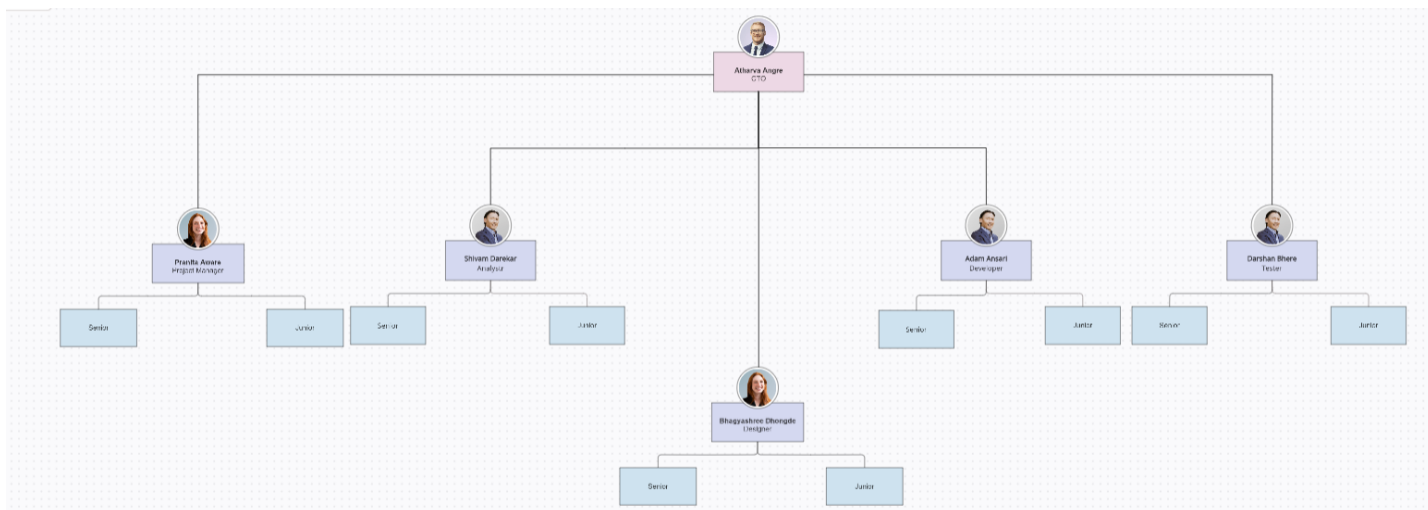 Atharva Angre
CTO
Pranita Aware
Project Manager
Shivam Darekar
Analyst
Adam Ansari
Developer
Darshan Bhere
Tester
Senior
Junior
Senior
Junior
Senior
Junior
Senior
Junior
Bhagyashree Dhongde
Designer
Senior
Junior